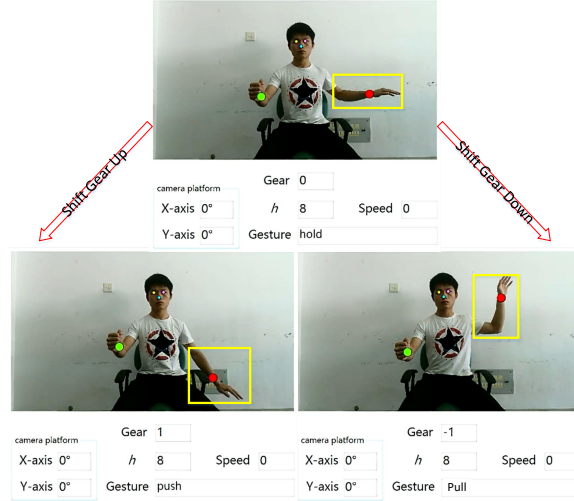 Gear 0
camera platform
X-axis 0° h 8 Speed 0
Y-axis 0° Gesture hold
Shift Gear Up
Shift Gear Down
Gear 1
camera platform
X-axis 0° h 8 Speed 0
Y-axis 0° Gesture push
Gear -1
camera platform
X-axis 0° h 8 Speed 0
Y-axis 0° Gesture Pull